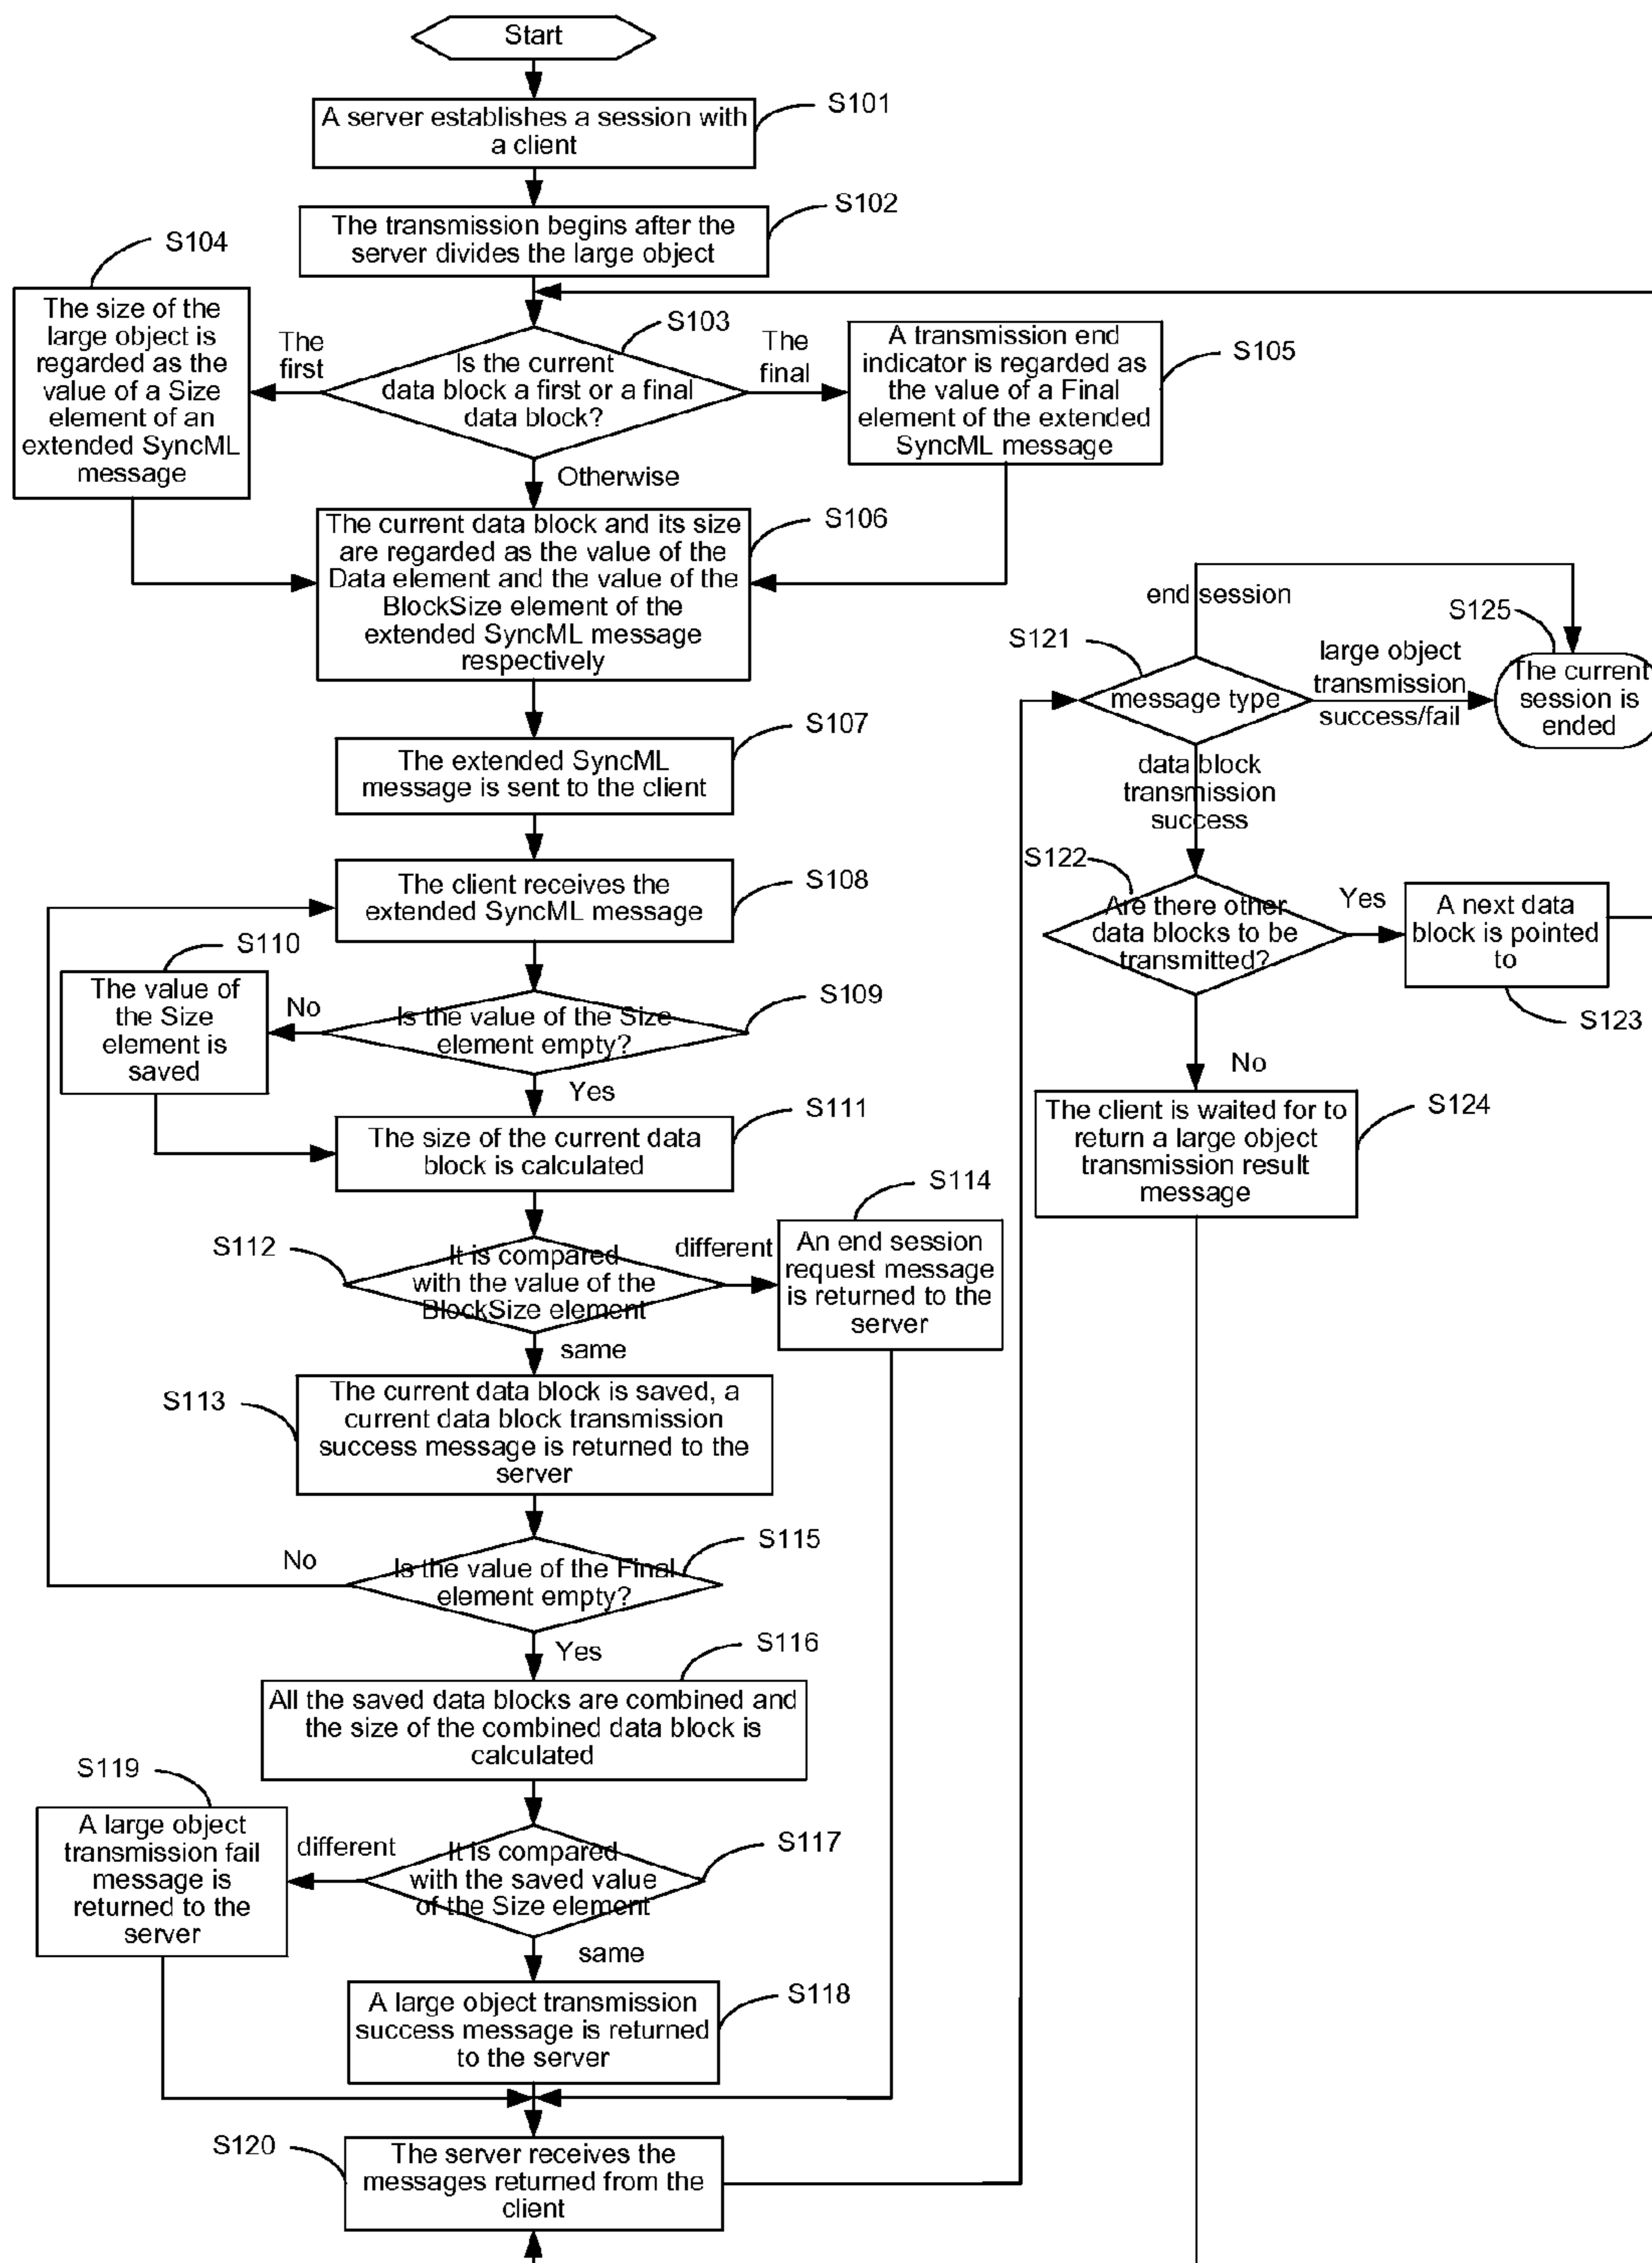 Start
A server establishes a session with
a client
S101
The transmission begins after the
server divides the large object
S102
S104
The size of the
large object is
regarded as the
value of a Size
element of an
extended SyncML
message
The
first
S103
Is the current
data block a first or a final
data block?
The
final
A transmission end
indicator is regarded as
the value of a Final
element of the extended
SyncML message
S105
Otherwise
The current data block and its size
are regarded as the value of the
Data element and the value of the
BlockSize element of the
extended SyncML message
respectively
S106
The extended SyncML
message is sent to the client
S107
The client receives the
extended SyncML message
S108
S110
The value of
the Size
element is
saved
No
Is the value of the Size
element empty?
S109
Yes
The size of the current data
block is calculated
S111
S112
It is compared
with the value of the
BlockSize element
different
S114
An end session
request message
is returned to the
server
same
S113
The current data block is saved, a
current data block transmission
success message is returned to the
server
No
Is the value of the Final
element empty?
S115
Yes
S116
All the saved data blocks are combined and
the size of the combined data block is
calculated
S119
A large object
transmission fail
message is
returned to the
server
different
It is compared
with the saved value
of the Size element
S117
same
A large object transmission
success message is returned
to the server
S118
S120
The server receives the
messages returned from the
client
end session
S121
message type
large object
transmission
success/fail
S125
The current
session is
ended
data block
transmission
success
S122
Are there other
data blocks to be
transmitted?
Yes
A next data
block is pointed
to
S123
No
The client is waited for to
return a large object
transmission result
message
S124